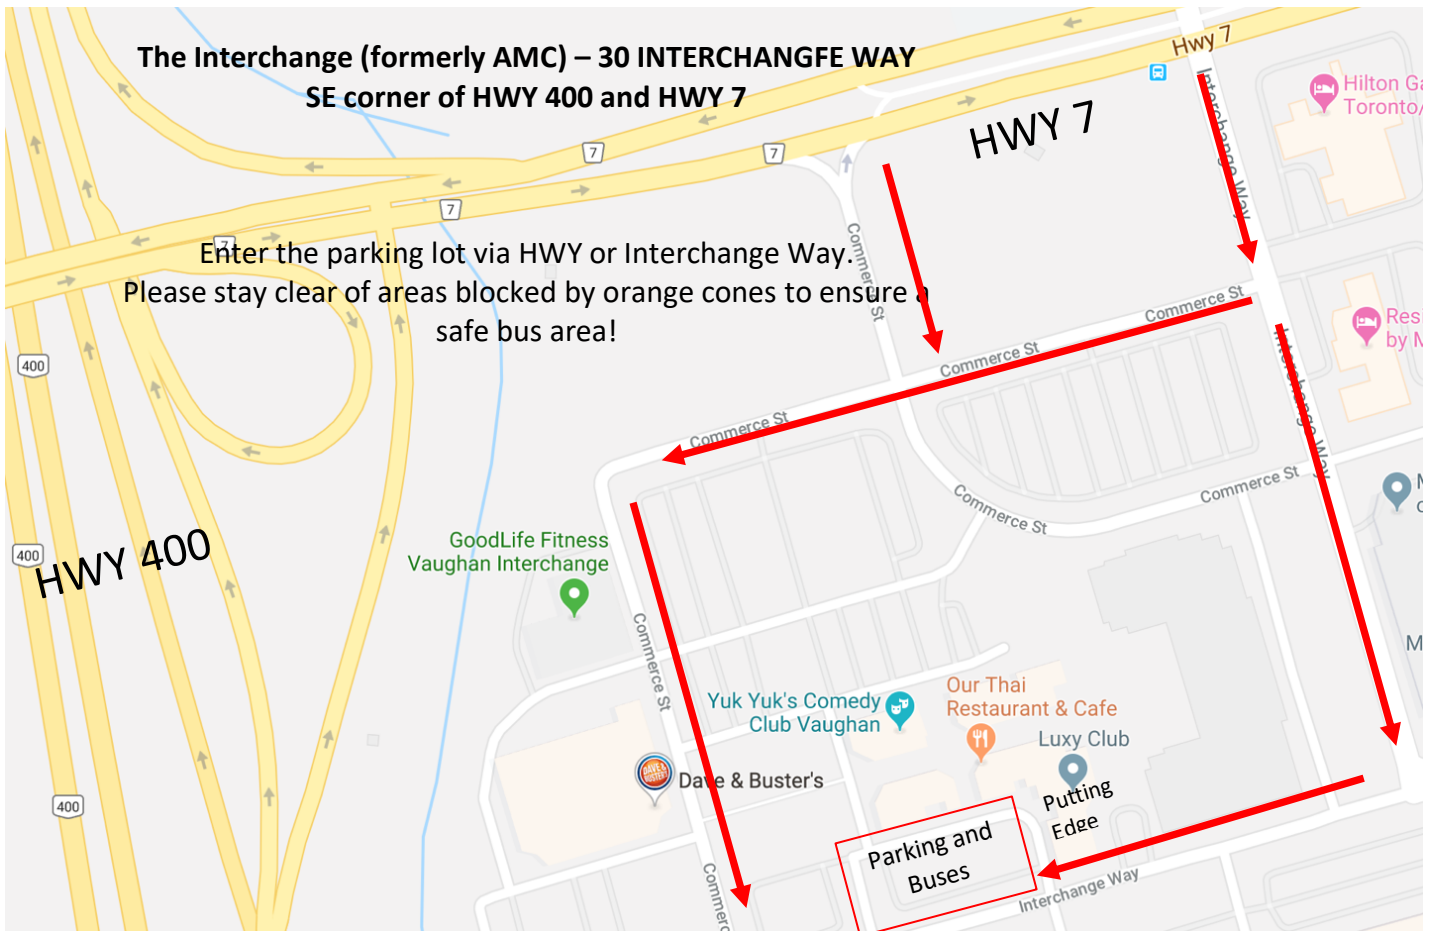 The Interchange (formerly AMC) – 30 INTERCHANGFE WAY
SE corner of HWY 400 and HWY 7
Hwy 7
Interchange Way
Hilton Ga
Toronto/
HWY 7
7
7
7
7
Enter the parking lot via HWY or Interchange Way.
Please stay clear of areas blocked by orange cones to ensure a
safe bus area!
Commerce St
Commerce St
Commerce St
Commerce St
Res
by M
Interchange Way
400
400
400
HWY 400
Commerce St
Commerce St
GoodLife Fitness
Vaughan Interchange
Commerce St
Yuk Yuk's Comedy
Club Vaughan
Our Thai
Restaurant & Cafe
Luxy Club
M
Dave & Buster's
DAVE &
BUSTER'S
Putting
Edge
Parking and
Buses
Interchange Way
Commerc